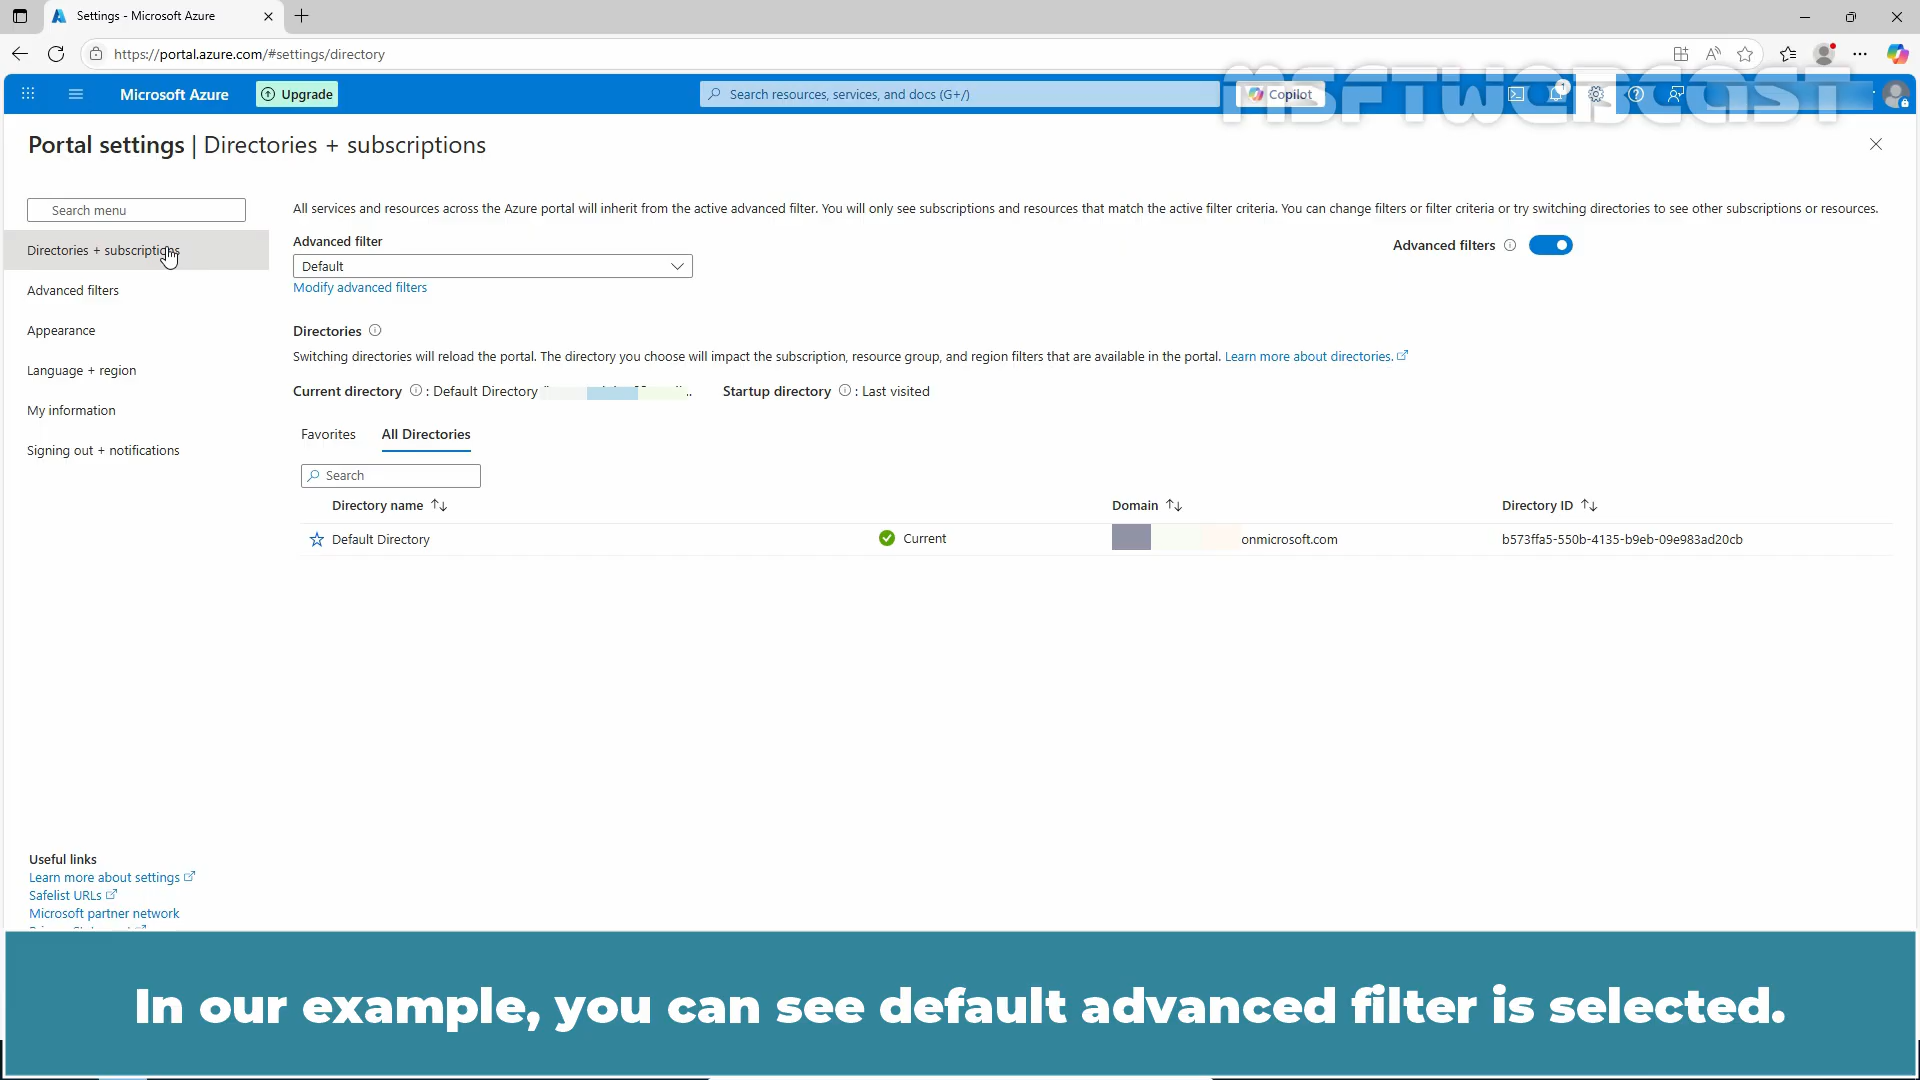 Settings - Microsoft Azure
https://portal.azure.com/#settings/directory
Microsoft Azure
Upgrade
Search resources, services, and docs (G+/)
Copilot
1
MSFTWEBCAST
Portal settings | Directories + subscriptions
Search menu
Directories + subscriptions
Advanced filters
Appearance
Language + region
My information
Signing out + notifications
All services and resources across the Azure portal will inherit from the active advanced filter. You will only see subscriptions and resources that match the active filter criteria. You can change filters or filter criteria or try switching directories to see other subscriptions or resources.
Advanced filter
Advanced filters
Default
Modify advanced filters
Directories
Switching directories will reload the portal. The directory you choose will impact the subscription, resource group, and region filters that are available in the portal. Learn more about directories.
Current directory : Default Directory
Startup directory : Last visited
Favorites
All Directories
Search
Directory name
Domain
Directory ID
Default Directory
Current
onmicrosoft.com
b573ffa5-550b-4135-b9eb-09e983ad20cb
Useful links
Learn more about settings
Safelist URLs
Microsoft partner network
In our example, you can see default advanced filter is selected.